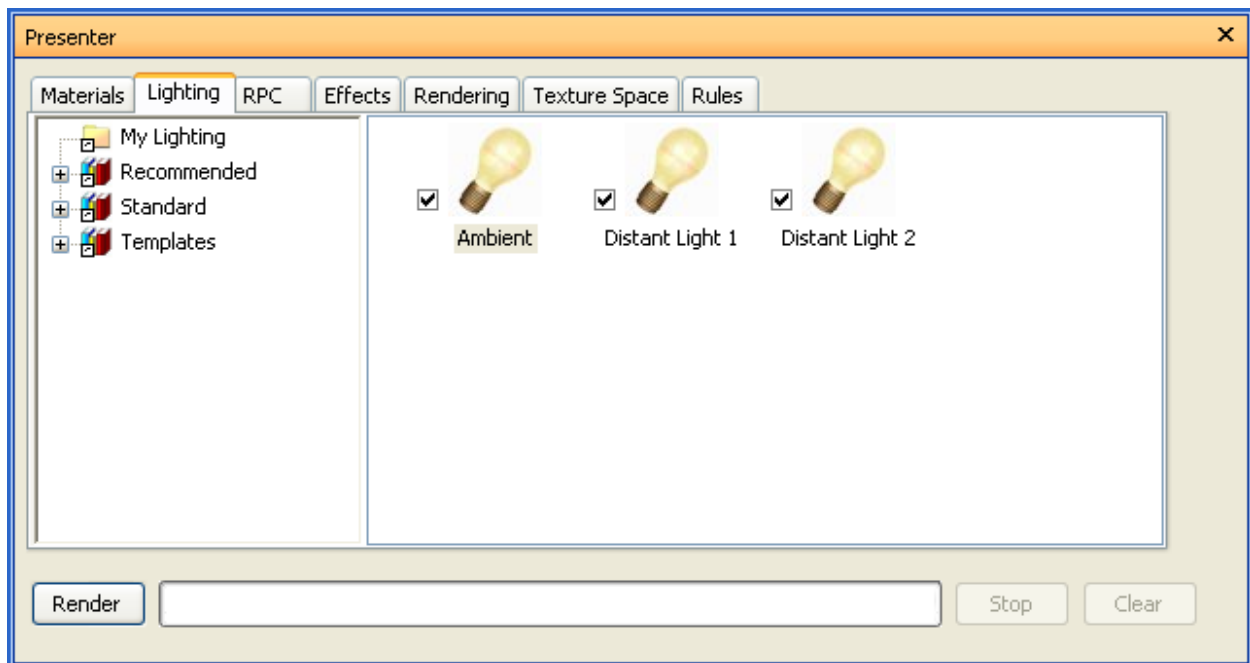 Presenter
Materials Lighting RPC Effects Rendering Texture Space Rules
My Lighting
Recommended
Standard
Templates
Ambient Distant Light 1 Distant Light 2
Render Stop Clear